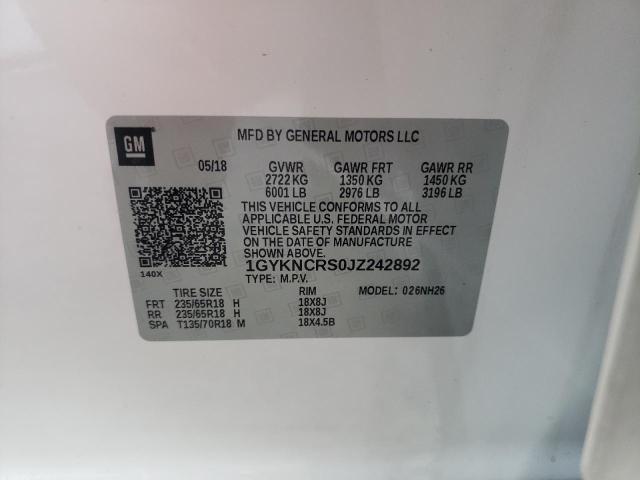 GM
MFD BY GENERAL MOTORS LLC
05/18 GVWR GAWR FRT GAWR RR
2722 KG 1350 KG 1450 KG
6001 LB 2976 LB 3196 LB
THIS VEHICLE CONFORMS TO ALL
APPLICABLE U.S. FEDERAL MOTOR
VEHICLE SAFETY STANDARDS IN EFFECT
ON THE DATE OF MANUFACTURE
SHOWN ABOVE.
1GYKNCRS0JZ242892
140X
TYPE: M.P.V.
TIRE SIZE RIM MODEL: 026NH26
FRT 235/65R18 H 18X8J
RR 235/65R18 H 18X8J
SPA T135/70R18 M 18X4.5B